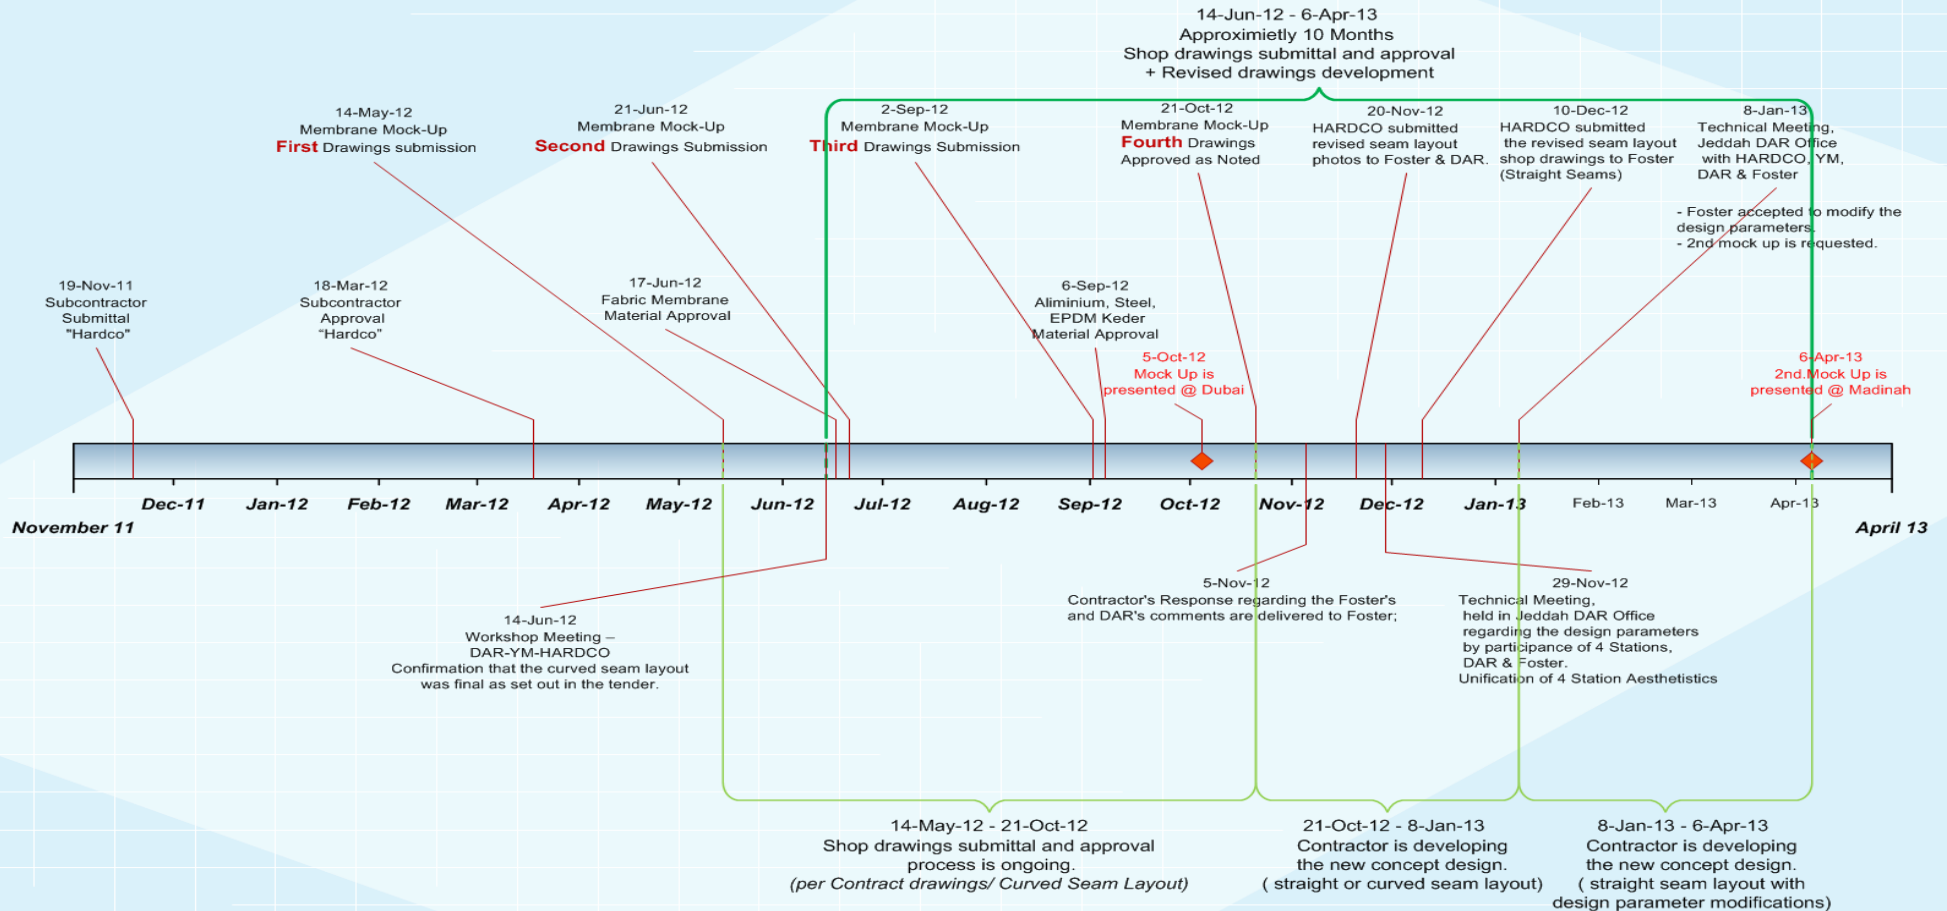 14-Jun-12 - 6-Apr-13
Approximietly 10 Months
Shop drawings submittal and approval
+ Revised drawings development
14-May-12
Membrane Mock-Up
First Drawings submission
21-Jun-12
Membrane Mock-Up
Second Drawings Submission
2-Sep-12
Membrane Mock-Up
Third Drawings Submission
21-Oct-12
Membrane Mock-Up
Fourth Drawings
Approved as Noted
20-Nov-12
HARDCO submitted
revised seam layout
photos to Foster & DAR.
10-Dec-12
HARDCO submitted
the revised seam layout
shop drawings to Foster
(Straight Seams)
8-Jan-13
Technical Meeting,
Jeddah DAR Office
with HARDCO, YM,
DAR & Foster
- Foster accepted to modify the
design parameters.
- 2nd mock up is requested.
19-Nov-11
Subcontractor
Submittal
"Hardco"
18-Mar-12
Subcontractor
Approval
“Hardco”
17-Jun-12
Fabric Membrane
Material Approval
6-Sep-12
Aliminium, Steel,
EPDM Keder
Material Approval
5-Oct-12
Mock Up is
presented @ Dubai
6-Apr-13
2nd.Mock Up is
presented @ Madinah
Dec-11 Jan-12 Feb-12 Mar-12 Apr-12 May-12 Jun-12 Jul-12 Aug-12 Sep-12 Oct-12 Nov-12 Dec-12 Jan-13 Feb-13 Mar-13 Apr-13
November 11
April 13
14-Jun-12
Workshop Meeting –
DAR-YM-HARDCO
Confirmation that the curved seam layout
was final as set out in the tender.
5-Nov-12
Contractor's Response regarding the Foster's
and DAR's comments are delivered to Foster;
29-Nov-12
Technical Meeting,
held in Jeddah DAR Office
regarding the design parameters
by participance of 4 Stations,
DAR & Foster.
Unification of 4 Station Aesthetistics
14-May-12 - 21-Oct-12
Shop drawings submittal and approval
process is ongoing.
(per Contract drawings/ Curved Seam Layout)
21-Oct-12 - 8-Jan-13
Contractor is developing
the new concept design.
( straight or curved seam layout)
8-Jan-13 - 6-Apr-13
Contractor is developing
the new concept design.
( straight seam layout with
design parameter modifications)